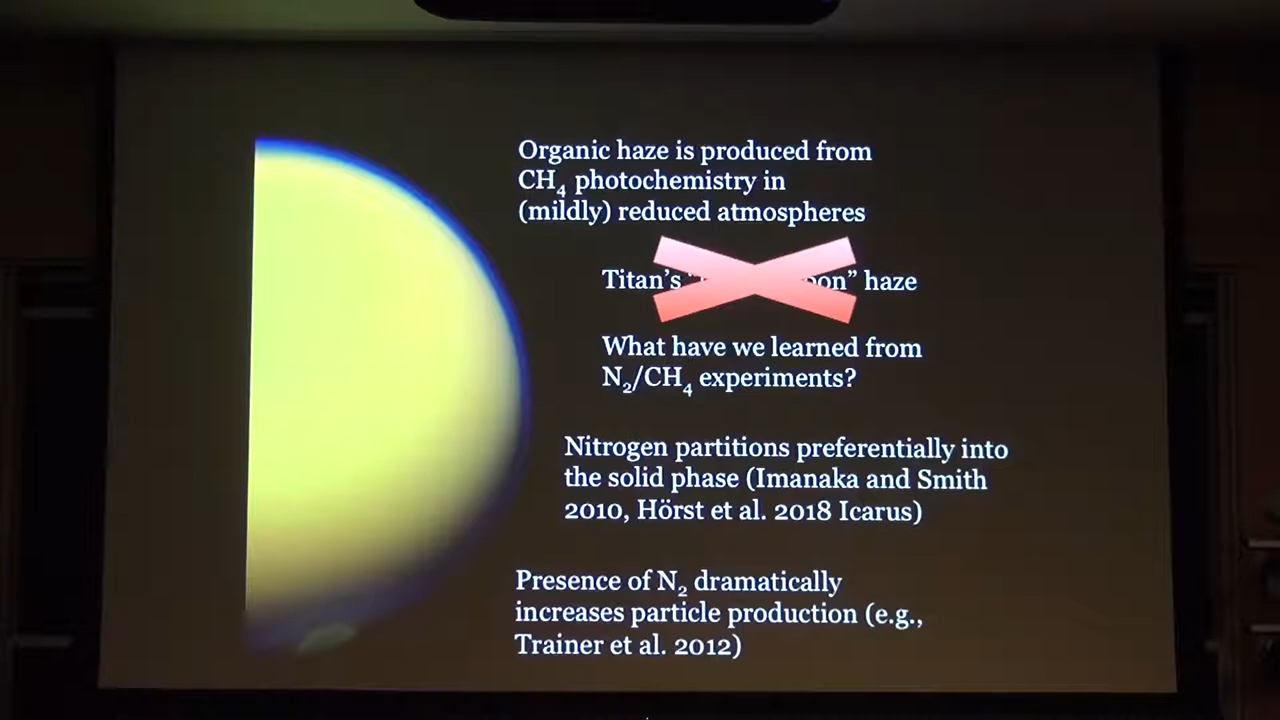 Organic haze is produced from
CH₄ photochemistry in
(mildly) reduced atmospheres
Titan's haze
What have we learned from
N₂/CH₄ experiments?
Nitrogen partitions preferentially into
the solid phase (Imanaka and Smith
2010, Hörst et al. 2018 Icarus)
Presence of N₂ dramatically
increases particle production (e.g.,
Trainer et al. 2012)